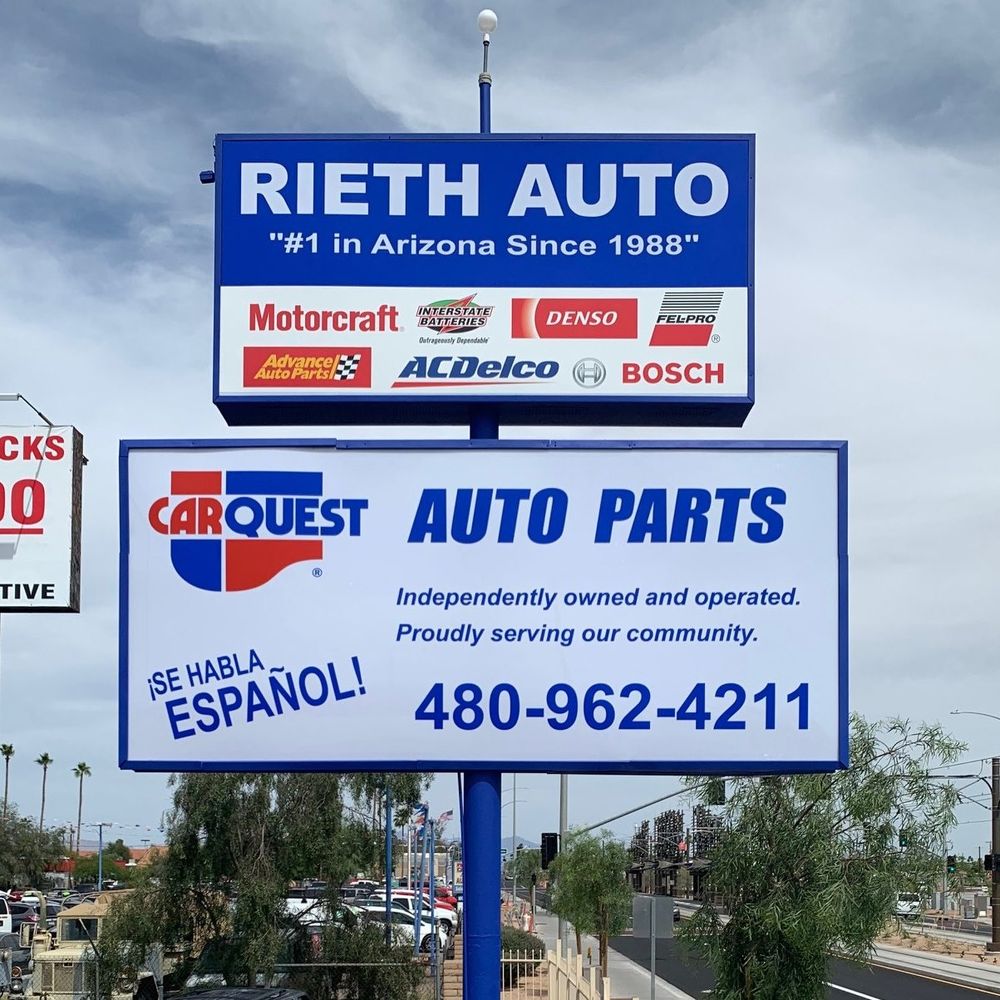 RIETH AUTO
"#1 in Arizona Since 1988"
Motorcraft
INTERSTATE
BATTERIES
Outrageously Dependable
DENSO
FEL-PRO
Advance
Auto Parts
ACDelco
BOSCH
CKS
00
TIVE
CARQUEST
AUTO PARTS
Independently owned and operated.
Proudly serving our community.
¡SE HABLA
ESPAÑOL!
480-962-4211